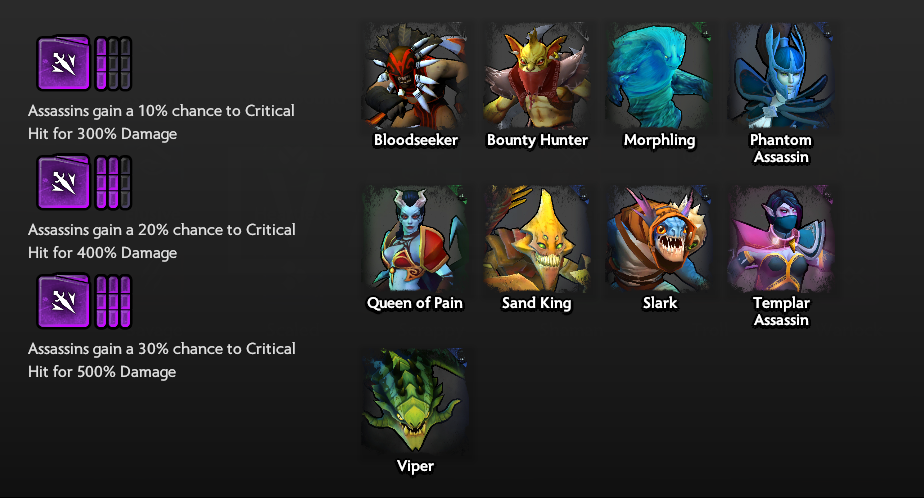 Assassins gain a 10% chance to Critical
Hit for 300% Damage
Assassins gain a 20% chance to Critical
Hit for 400% Damage
Assassins gain a 30% chance to Critical
Hit for 500% Damage
Bloodseeker
Bounty Hunter
Morphling
Phantom
Assassin
Queen of Pain
Sand King
Slark
Templar
Assassin
Viper